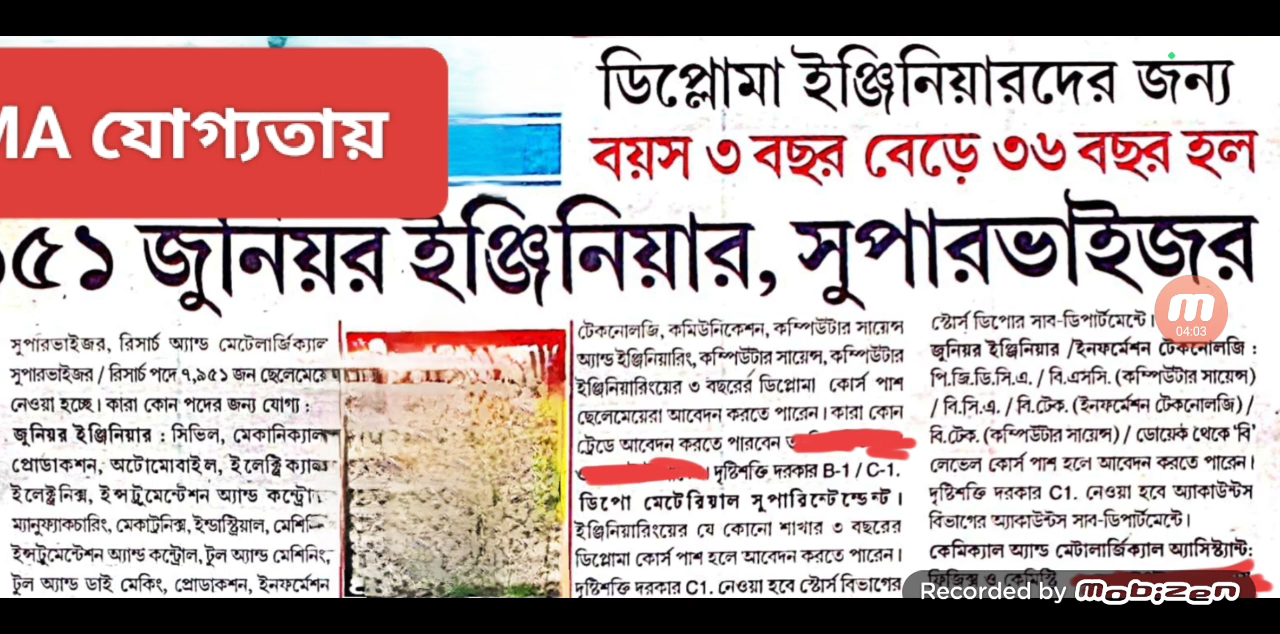 MA যোগ্যতায়
ডিপ্লোমা ইঞ্জিনিয়ারদের জন্য
বয়স ৩ বছর বেড়ে ৩৬ বছর হল
৫১ জুনিয়র ইঞ্জিনিয়ার, সুপারভাইজর
সুপারভাইজর, রিসার্চ অ্যান্ড মেটেলার্জিক্যাল
সুপারভাইজর / রিসার্চ পদে ৭,৯৫১ জন ছেলেমেয়ে
নেওয়া হচ্ছে। কারা কোন পদের জন্য যোগ্য :
জুনিয়র ইঞ্জিনিয়ার : সিভিল, মেকানিক্যাল
প্রোডাকশন, অটোমোবাইল, ইলেক্ট্রিক্যাল
ইলেক্ট্রনিক্স, ইন্সট্রুমেন্টেশন অ্যান্ড কন্ট্রোল
ম্যানুফ্যাকচারিং, মেকাট্রনিক্স, ইন্ডাস্ট্রিয়াল,
ইন্সট্রুমেন্টেশন অ্যান্ড কন্ট্রোল, টুল অ্যান্ড মেশিনিং,
টুল অ্যান্ড ডাই মেকিং, প্রোডাকশন, ইনফর্মেশন
টেকনোলজি, কমিউনিকেশন, কম্পিউটার সায়েন্স
অ্যান্ড ইঞ্জিনিয়ারিং, কম্পিউটার সায়েন্স, কম্পিউটার
ইঞ্জিনিয়ারিংয়ের ৩ বছরের ডিপ্লোমা কোর্স পাশ
ছেলেমেয়েরা আবেদন করতে পারেন। কারা কোন
ট্রেডে আবেদন করতে পারবেন
দৃষ্টিশক্তি দরকার B-1 / C-1.
ডিপো মেটেরিয়াল সুপারিন্টেন্ডেন্ট।
ইঞ্জিনিয়ারিংয়ের যে কোনো শাখার ৩ বছরের
ডিপ্লোমা কোর্স পাশ হলে আবেদন করতে পারেন।
দৃষ্টিশক্তি দরকার C1. নেওয়া হবে স্টোর্স বিভাগের
স্টোর্স ডিপোর সাব-ডিপার্টমেন্টে।
জুনিয়র ইঞ্জিনিয়ার /ইনফর্মেশন টেকনোলজি :
পি.জি.ডি.সি.এ. / বি.এসসি. (কম্পিউটার সায়েন্স)
/ বি.সি.এ. / বি.টেক. (ইনফর্মেশন টেকনোলজি) /
বি.টেক. (কম্পিউটার সায়েন্স) / ডোয়েক থেকে 'বি'
লেভেল কোর্স পাশ হলে আবেদন করতে পারেন।
দৃষ্টিশক্তি দরকার C1. নেওয়া হবে অ্যাকাউন্টস
বিভাগের অ্যাকাউন্টস সাব-ডিপার্টমেন্টে।
কেমিক্যাল অ্যান্ড মেটালার্জিক্যাল অ্যাসিস্ট্যান্ট:
ফিজিক্স ও কেমিস্ট্রি
04:03
Recorded by mobizen